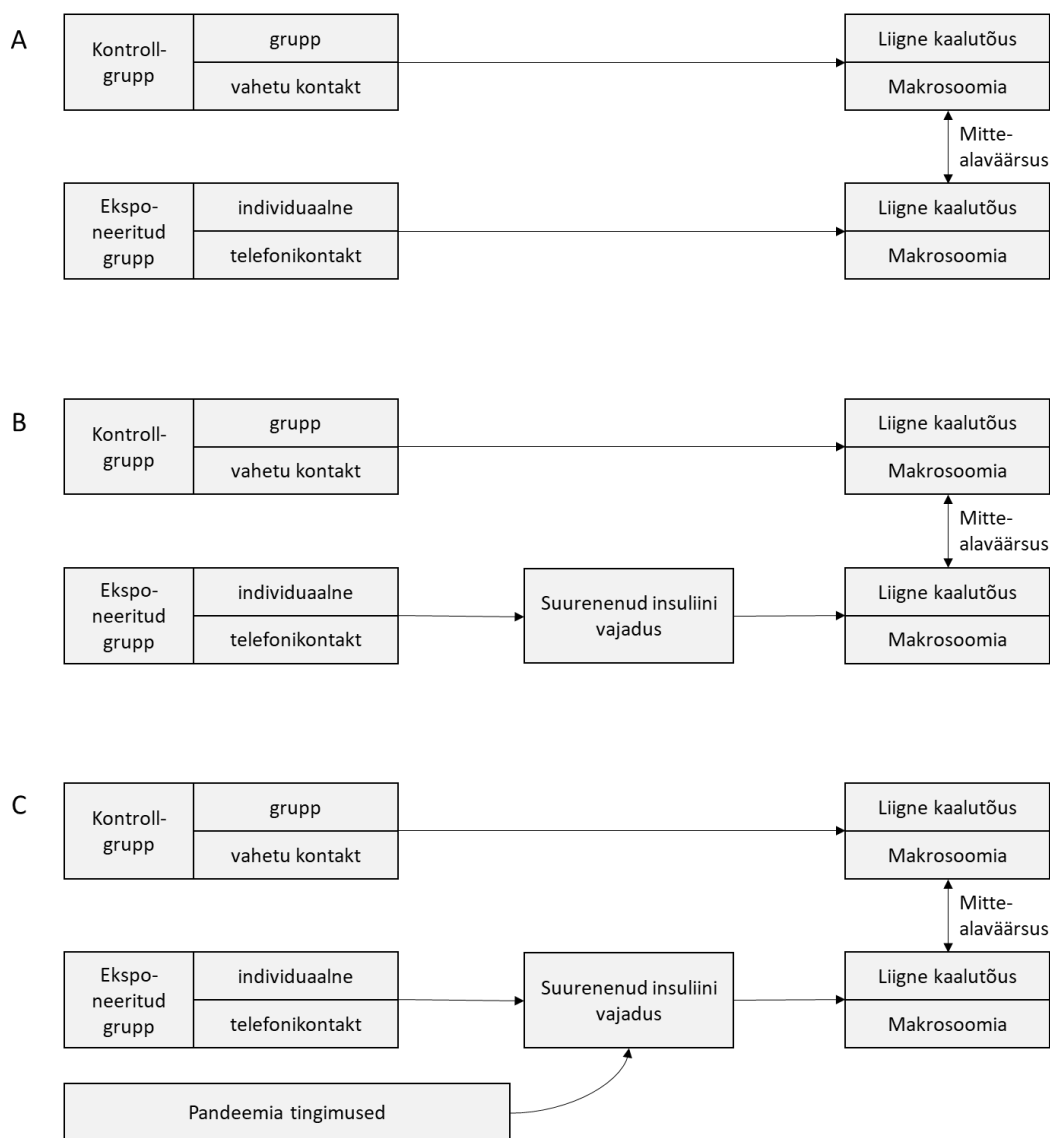 A
Kontroll-
grupp
grupp
vahetu kontakt
Liigne kaalutõus
Makrosoomia
Mitte-
alaväärsus
Ekspo-
neeritud
grupp
individuaalne
telefonikontakt
Liigne kaalutõus
Makrosoomia
B
Kontroll-
grupp
grupp
vahetu kontakt
Liigne kaalutõus
Makrosoomia
Mitte-
alaväärsus
Ekspo-
neeritud
grupp
individuaalne
telefonikontakt
Suurenenud insuliini
vajadus
Liigne kaalutõus
Makrosoomia
C
Kontroll-
grupp
grupp
vahetu kontakt
Liigne kaalutõus
Makrosoomia
Mitte-
alaväärsus
Ekspo-
neeritud
grupp
individuaalne
telefonikontakt
Suurenenud insuliini
vajadus
Liigne kaalutõus
Makrosoomia
Pandeemia tingimused